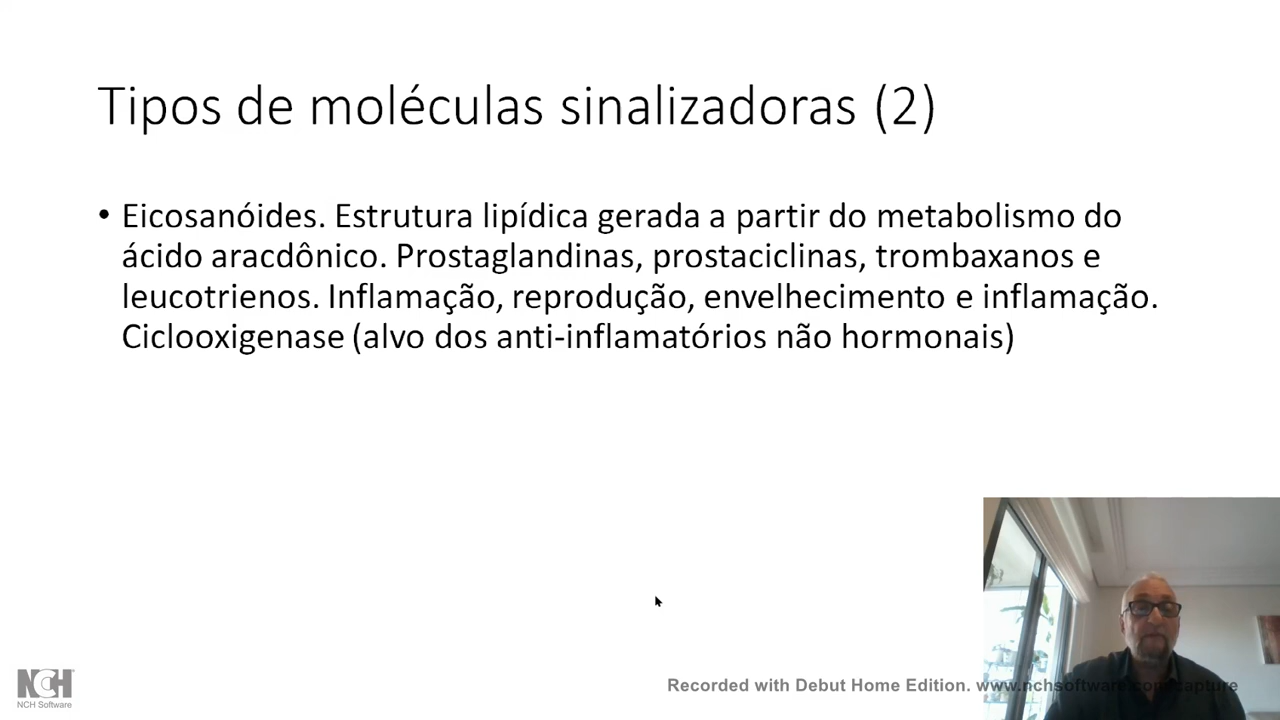 Tipos de moléculas sinalizadoras (2)
• Eicosanóides. Estrutura lipídica gerada a partir do metabolismo do
ácido aracdônico. Prostaglandinas, prostaciclinas, trombaxanos e
leucotrienos. Inflamação, reprodução, envelhecimento e inflamação.
Ciclooxigenase (alvo dos anti-inflamatórios não hormonais)
NCH
NCH Software
Recorded with Debut Home Edition. www.nchsoftware.com/capture